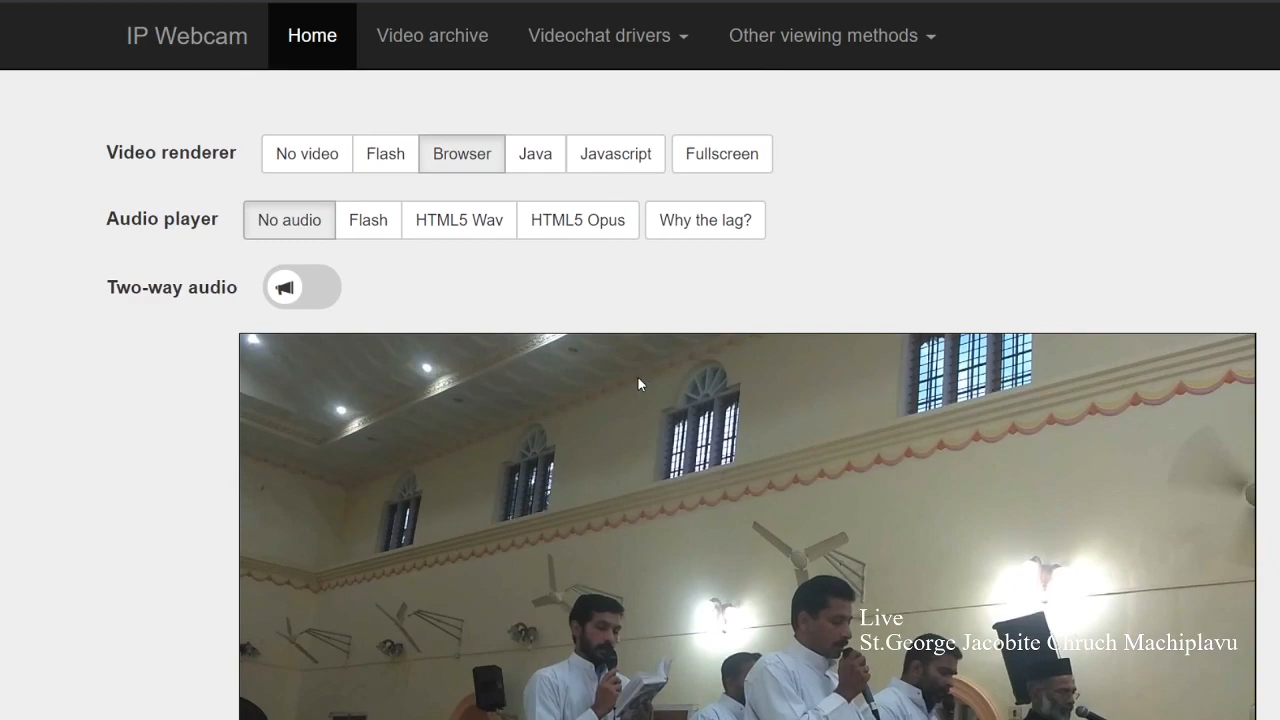 IP Webcam Home Video archive Videochat drivers Other viewing methods
Video renderer No video Flash Browser Java Javascript Fullscreen
Audio player No audio Flash HTML5 Wav HTML5 Opus Why the lag?
Two-way audio
Live
St.George Jacobite Chruch Machiplavu